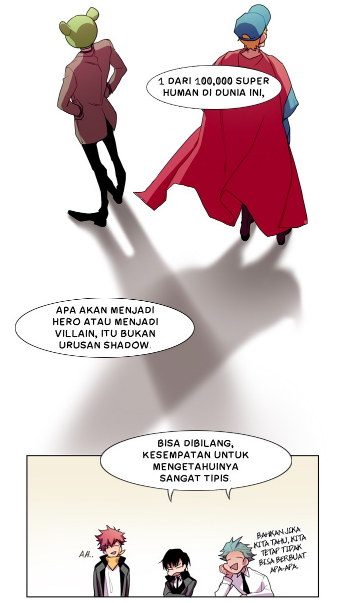 1 DARI 100,000 SUPER
HUMAN DI DUNIA INI,
APA AKAN MENJADI
HERO ATAU MENJADI
VILLAIN, ITU BUKAN
URUSAN SHADOW.
BISA DIBILANG,
KESEMPATAN UNTUK
MENGETAHUINYA
SANGAT TIPIS.
AH..
BAHKAN JIKA
KITA TAHU, KITA
TETAP TIDAK
BISA BERBUAT
APA-APA.